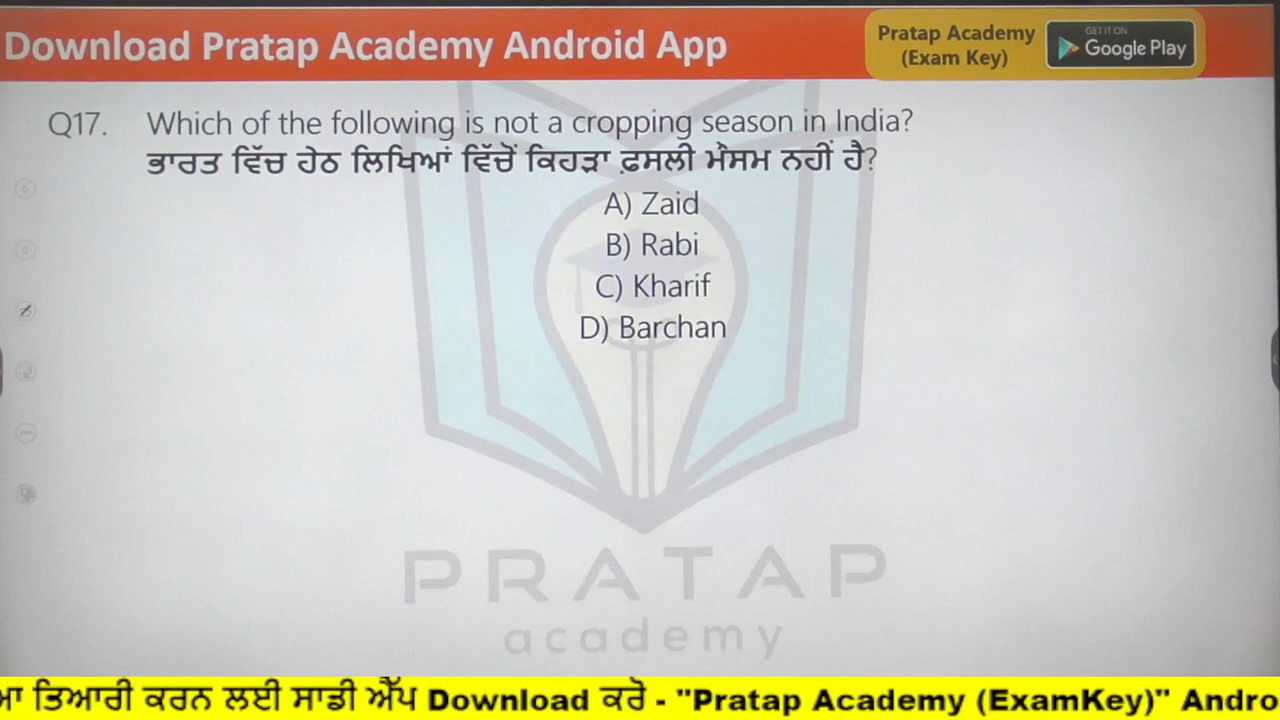 Download Pratap Academy Android App
Pratap Academy
(Exam Key)
GET IT ON
Google Play
Q17. Which of the following is not a cropping season in India?
ਭਾਰਤ ਵਿੱਚ ਹੇਠ ਲਿਖਿਆਂ ਵਿੱਚੋਂ ਕਿਹੜਾ ਫ਼ਸਲੀ ਮੌਸਮ ਨਹੀਂ ਹੈ?
A) Zaid
B) Rabi
C) Kharif
D) Barchan
PRATAP
academy
ਆ ਤਿਆਰੀ ਕਰਨ ਲਈ ਸਾਡੀ ਐੱਪ Download ਕਰੋ - "Pratap Academy (ExamKey)" Andro